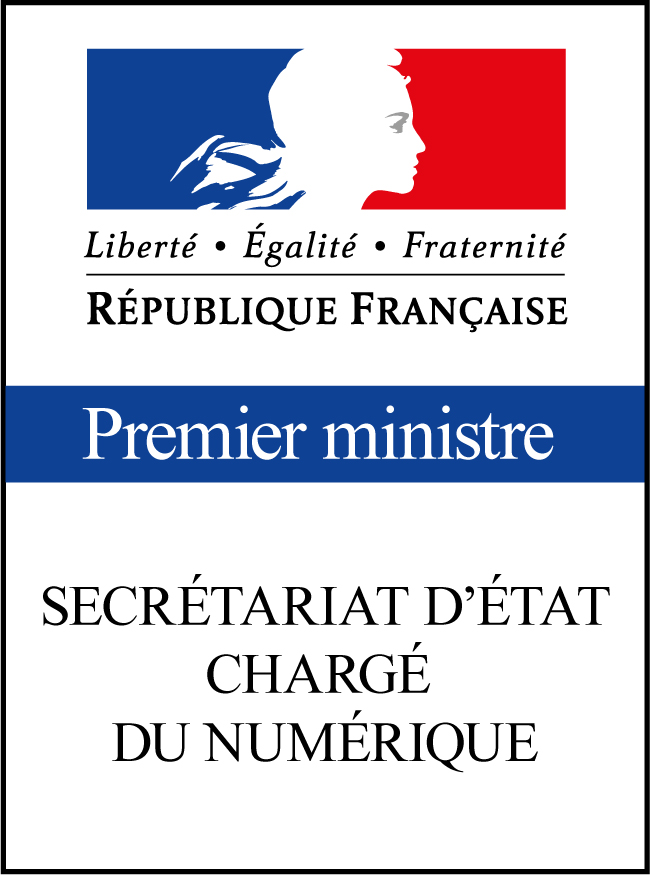 Liberté • Égalité • Fraternité
RÉPUBLIQUE FRANÇAISE
Premier ministre
SECRÉTARIAT D’ÉTAT
CHARGÉ
DU NUMÉRIQUE